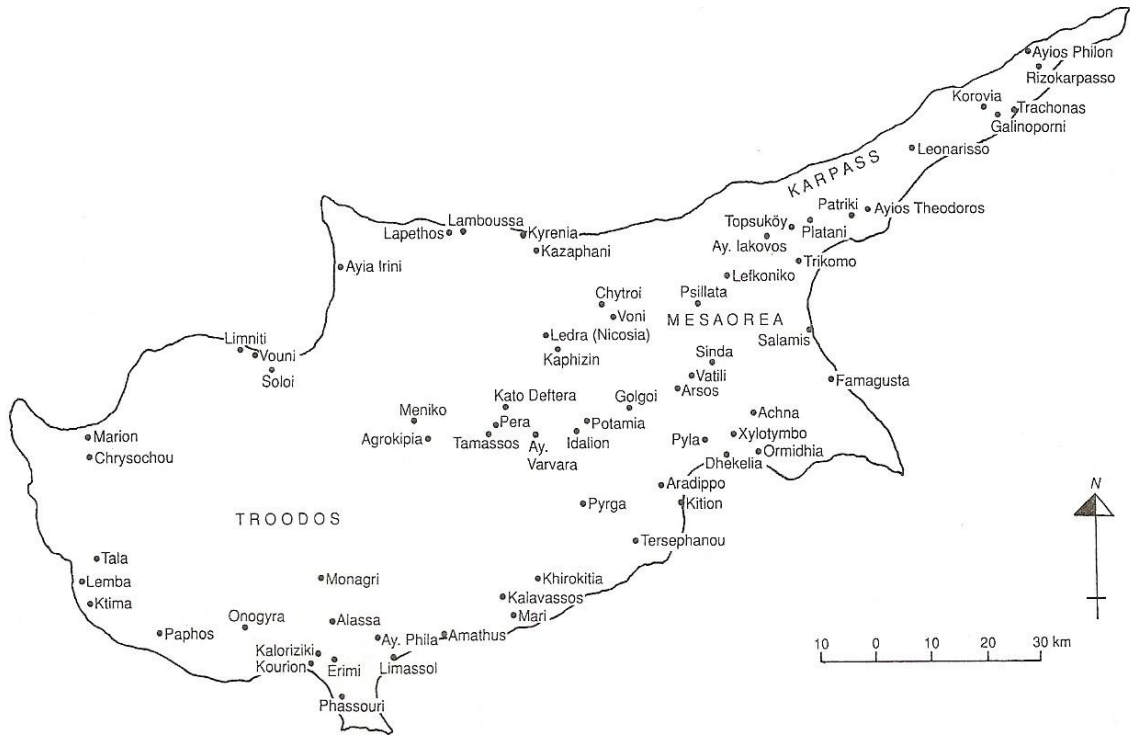 Ayios Philon
Rizokarpasso
Korovia
Trachonas
Galinoporni
Leonarisso
KARPASS
Patriki
Ayios Theodoros
Topsuköy
Platani
Ay. Iakovos
Lamboussa
Lapethos
Kyrenia
Kazaphani
Trikomo
Ayia Irini
Lefkoniko
Chytroi
Psillata
Voni
MESAOREA
Ledra (Nicosia)
Salamis
Limniti
Vouni
Kaphizin
Sinda
Soloi
Vatili
Famagusta
Arsos
Kato Deftera
Golgoi
Meniko
Achna
Pera
Potamia
Marion
Agrokipia
Tamassos
Ay.
Varvara
Idalion
Pyla
Xylotymbo
Chrysochou
Ormidhia
Dhekelia
Aradippo
N
Pyrga
Kition
TROODOS
Tersephanou
Tala
Lemba
Monagri
Khirokitia
Ktima
Kalavassos
Mari
Onogyra
Alassa
Paphos
Ay. Phila
Amathus
Kaloriziki
Kourion
Erimi
Limassol
Phassouri
10 0 10 20 30 km